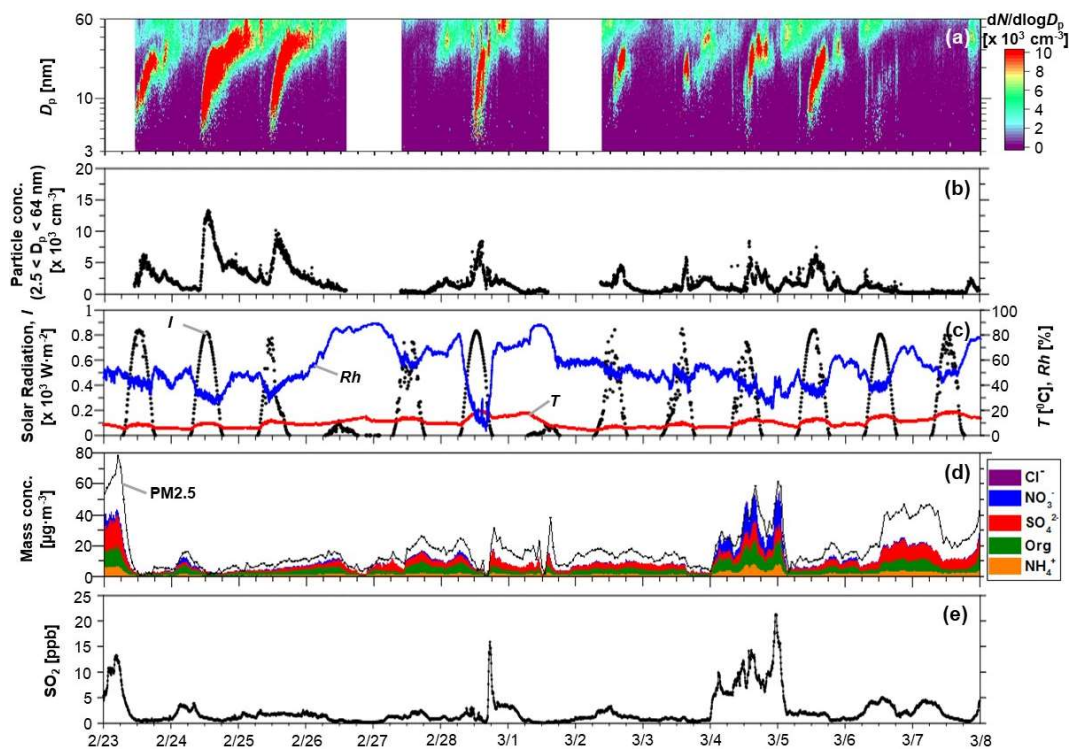 dN/dlogDp
[x 10³ cm⁻³]
60
(a)
10
8
6
4
2
0
Dp [nm]
10
3
20
(b)
15
10
5
0
Particle conc.
(2.5 < Dp < 64 nm)
[x 10³ cm⁻³]
1
I
(c)
100
0.8
80
0.6
Rh
60
0.4
40
0.2
T
20
0
0
Solar Radiation, I
[x 10³ W·m⁻²]
T [⁰C], Rh [%]
80
(d)
PM2.5
60
40
20
0
Mass conc.
[µg·m⁻³]
Cl⁻
NO₃⁻
SO₄²⁻
Org
NH₄⁺
25
(e)
20
15
10
5
0
SO₂ [ppb]
2/23 2/24 2/25 2/26 2/27 2/28 3/1 3/2 3/3 3/4 3/5 3/6 3/7 3/8